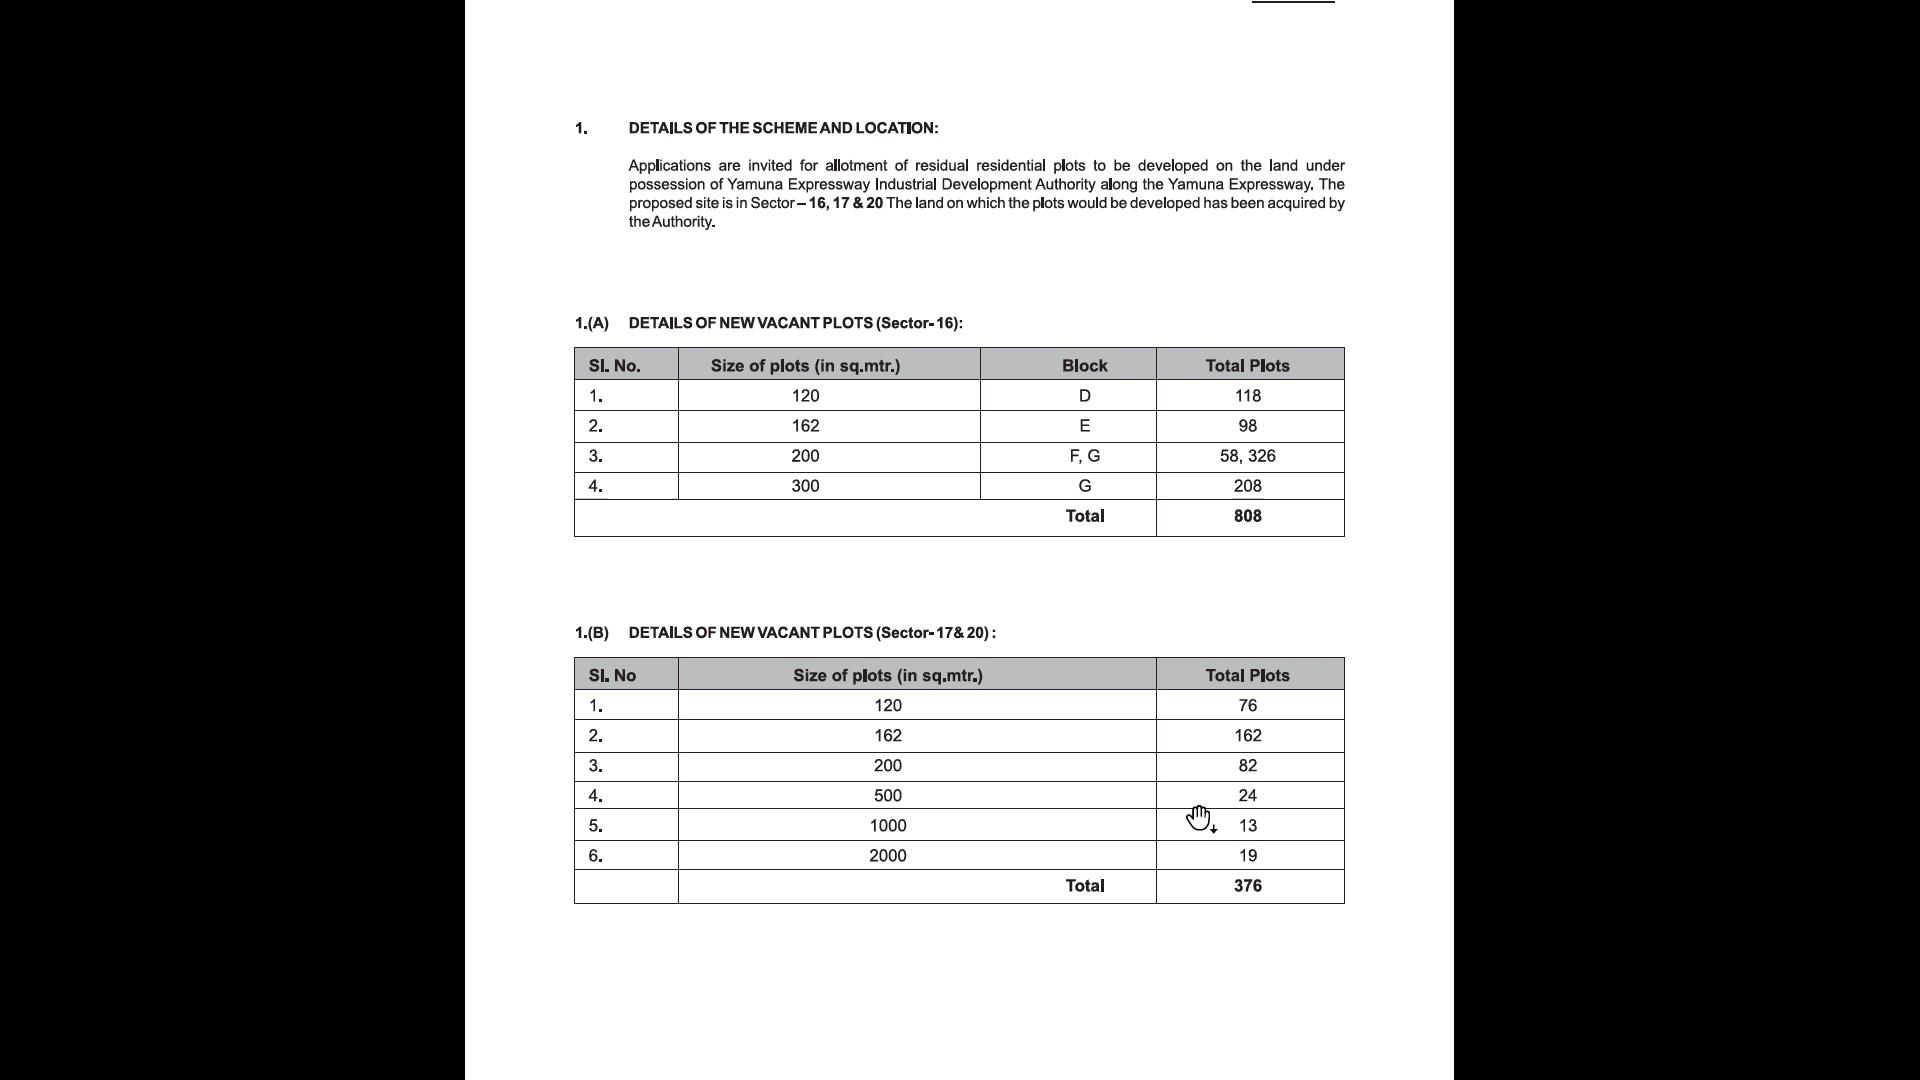 1. DETAILS OF THE SCHEME AND LOCATION:
Applications are invited for allotment of residual residential plots to be developed on the land under
possession of Yamuna Expressway Industrial Development Authority along the Yamuna Expressway. The
proposed site is in Sector – 16, 17 & 20 The land on which the plots would be developed has been acquired by
the Authority.
1.(A) DETAILS OF NEW VACANT PLOTS (Sector- 16):
Sl. No. Size of plots (in sq.mtr.) Block Total Plots
1. 120 D 118
2. 162 E 98
3. 200 F, G 58, 326
4. 300 G 208
Total 808
1.(B) DETAILS OF NEW VACANT PLOTS (Sector- 17& 20) :
Sl. No Size of plots (in sq.mtr.) Total Plots
1. 120 76
2. 162 162
3. 200 82
4. 500 24
5. 1000 13
6. 2000 19
Total 376